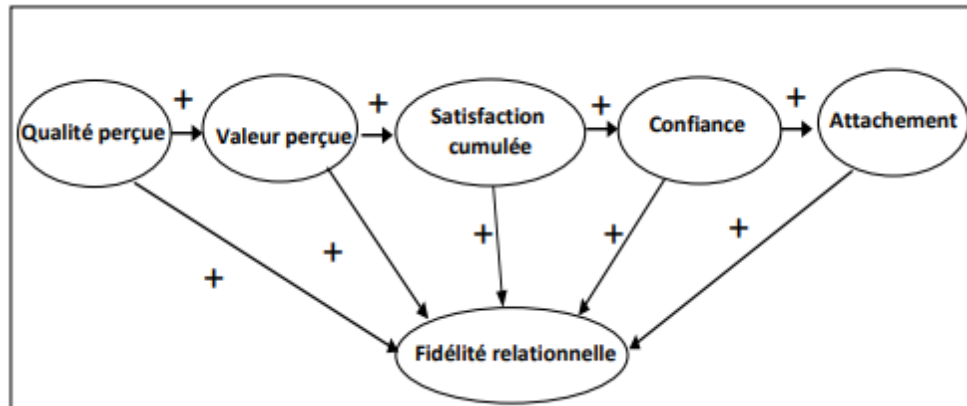 +
+
+
+
Qualité perçue
Valeur perçue
Satisfaction
cumulée
Confiance
Attachement
+
+
+
+
+
Fidélité relationnelle